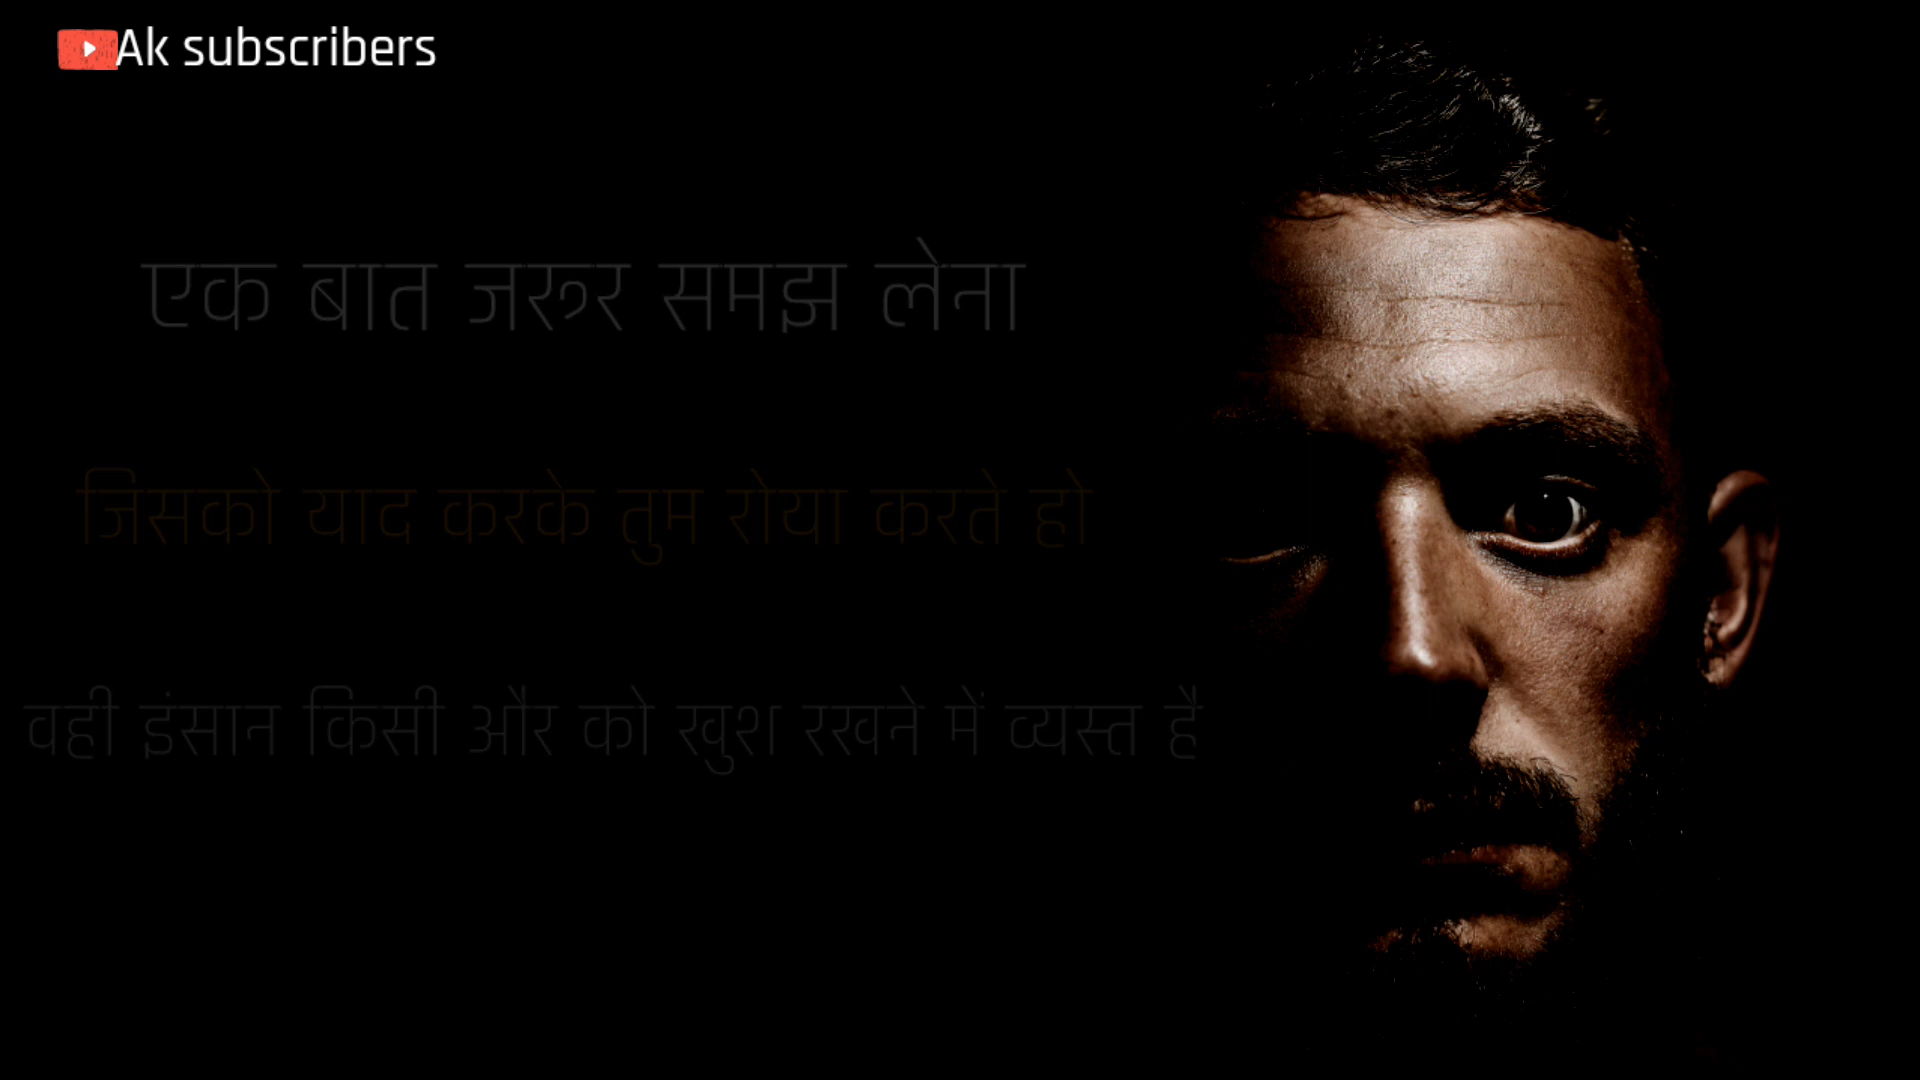 Ak subscribers
एक बात जरुर समझ लेना
जिसको याद करके तुम रोया करते हो
वही इंसान किसी और को खुश रखने में व्यस्त है